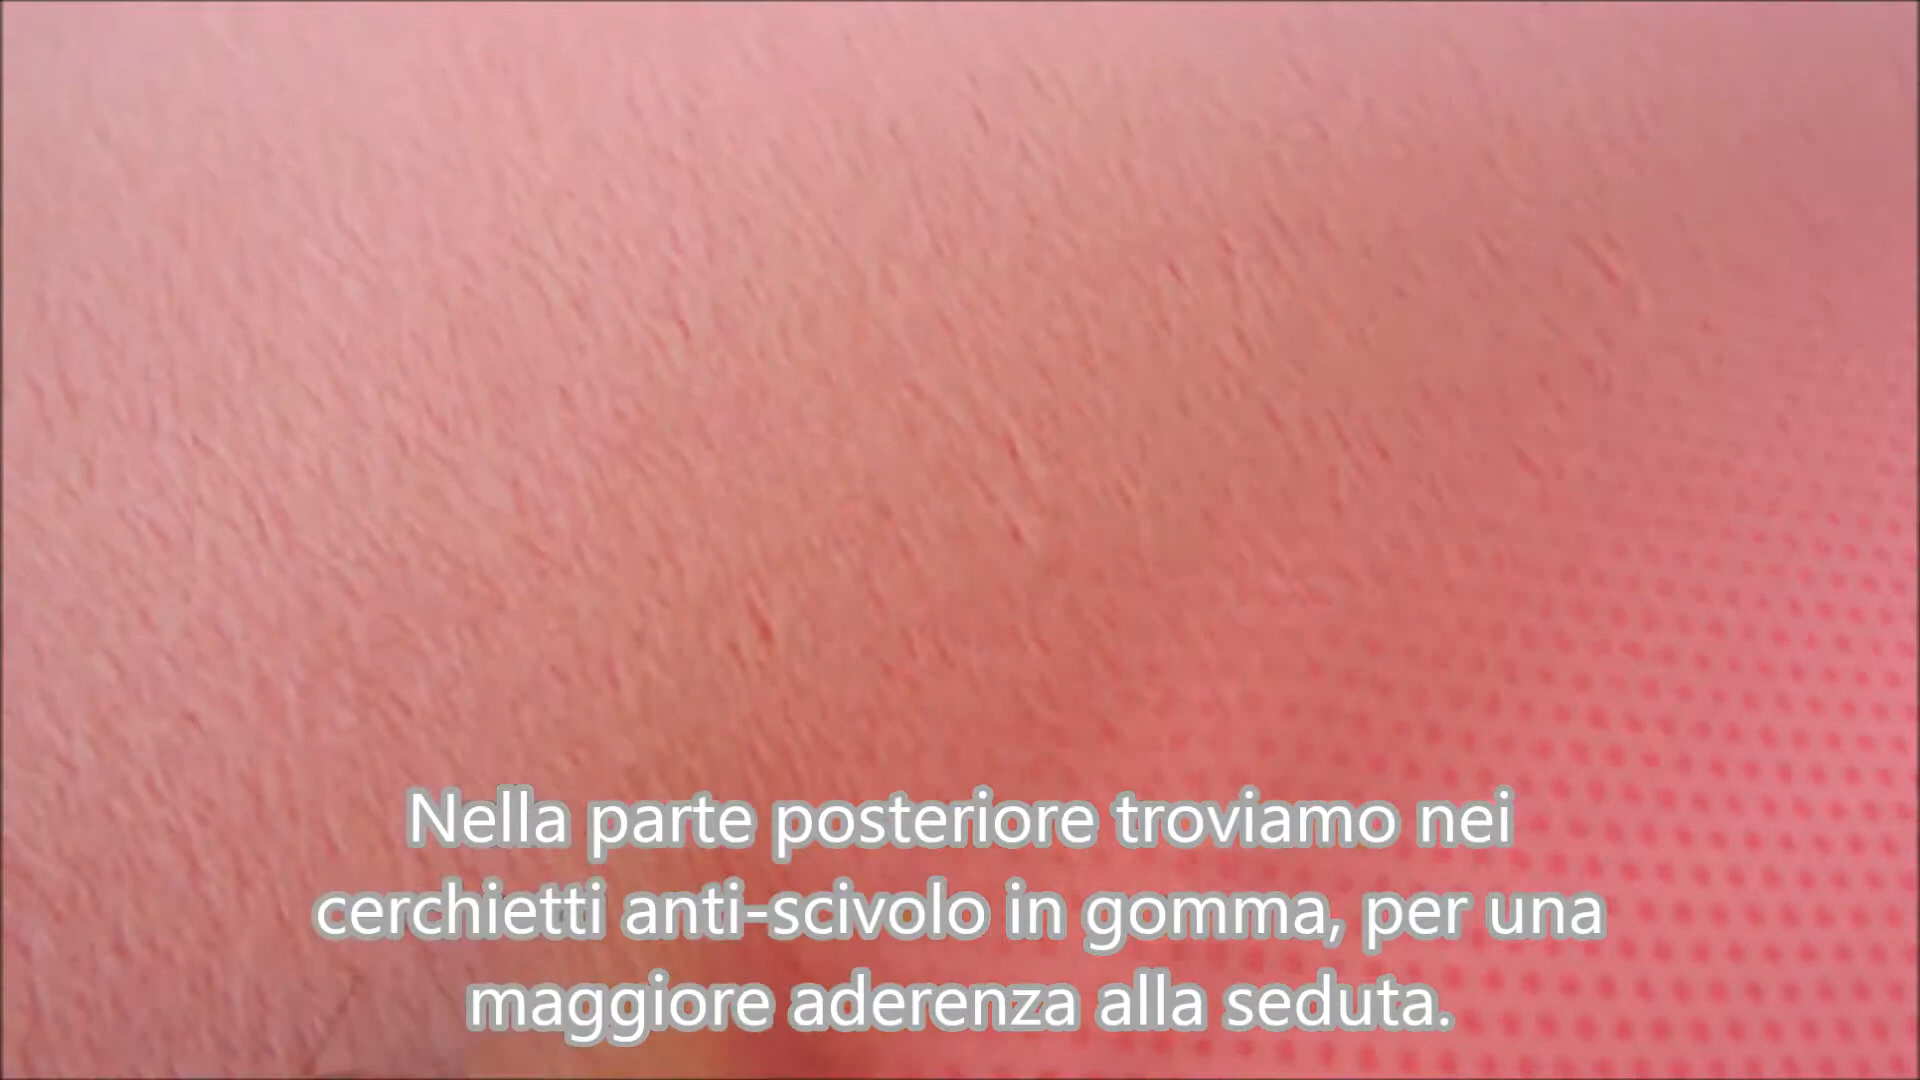 Nella parte posteriore troviamo nei
cerchietti anti-scivolo in gomma, per una
maggiore aderenza alla seduta.